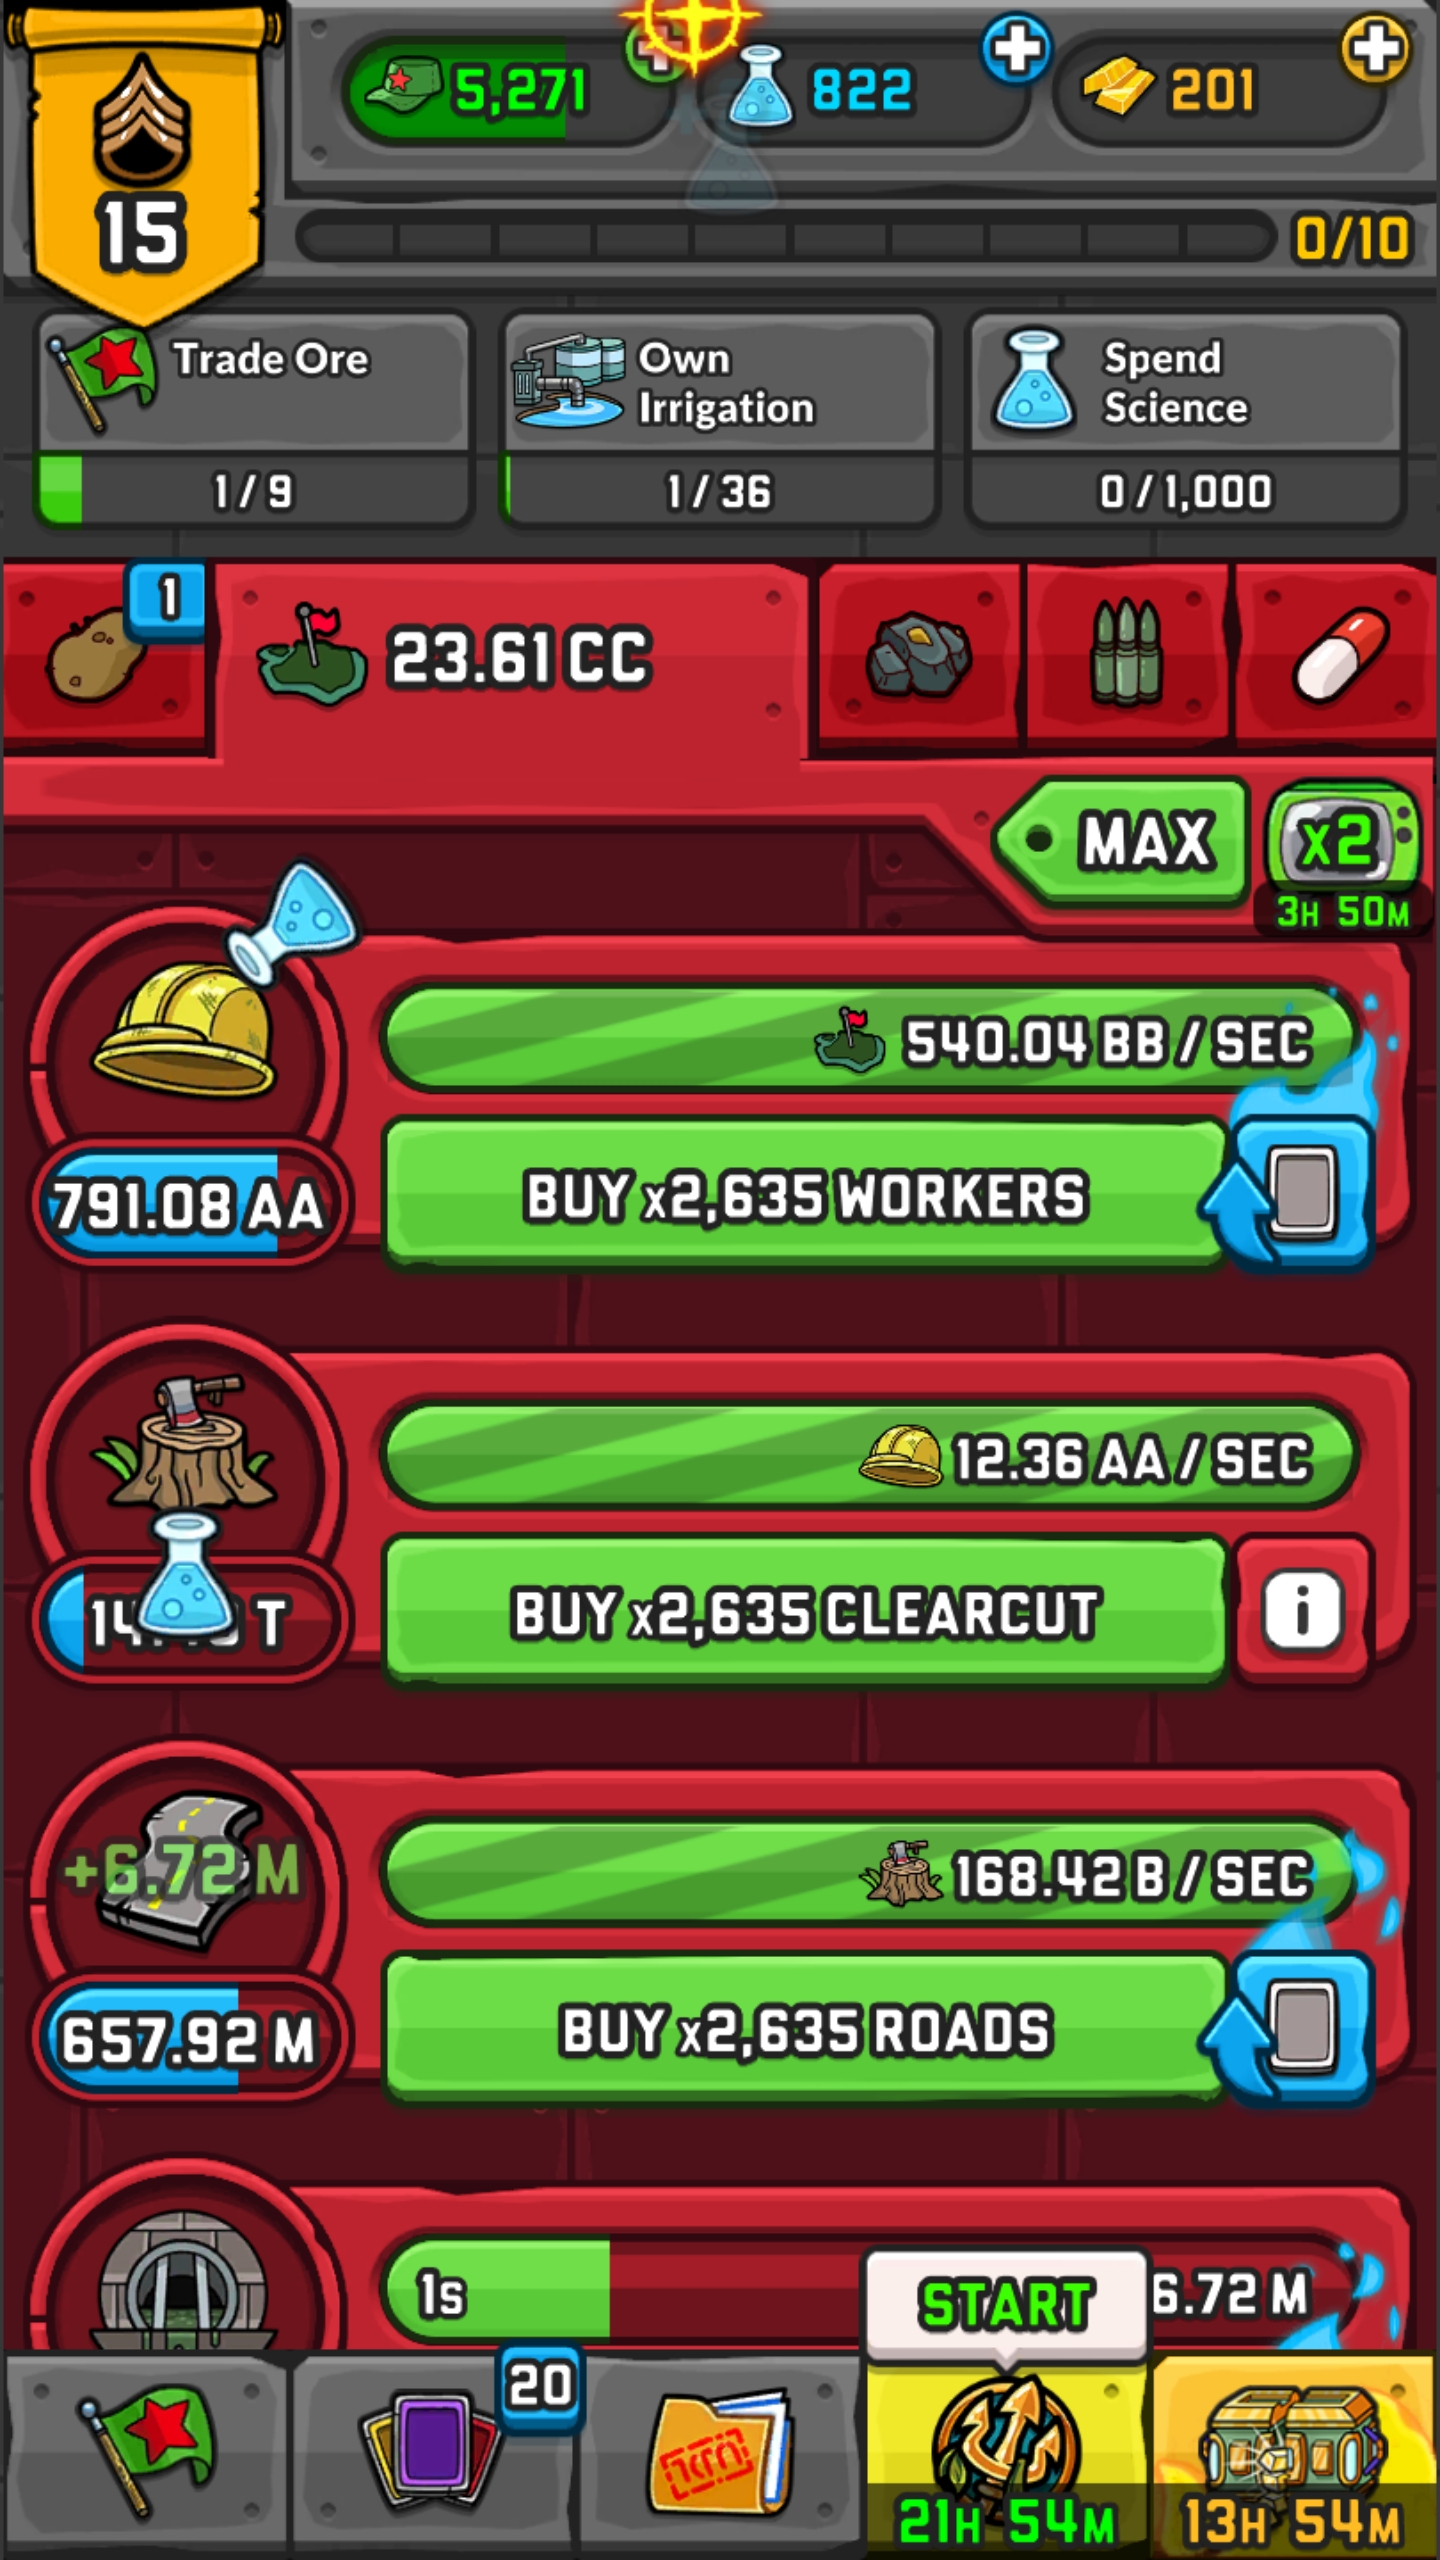 5,271
822
201
15
0/10
Trade Ore
1/9
Own
Irrigation
1/36
Spend
Science
0/1,000
1
23.61 CC
MAX
x2
3H 50M
540.04 BB / SEC
791.08 AA
BUY x2,635 WORKERS
12.36 AA / SEC
T
BUY x2,635 CLEARCUT
i
+6.72 M
168.42 B / SEC
657.92 M
BUY x2,635 ROADS
1s
6.72 M
START
20
21H 54M
13H 54M